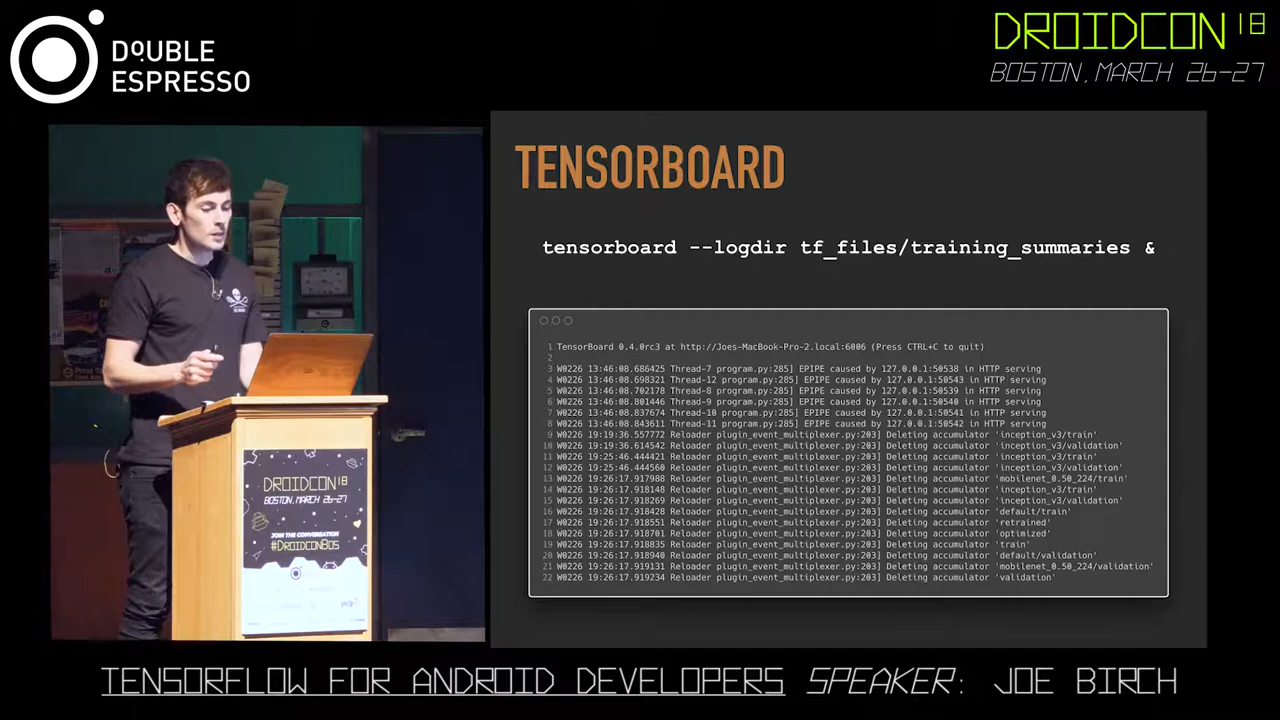 DOUBLE
ESPRESSO
DROIDCON 18
BOSTON, MARCH 26-27
TENSORBOARD
tensorboard --logdir tf_files/training_summaries &
1 TensorBoard 0.4.0rc3 at http://Joes-MacBook-Pro-2.local:6006 (Press CTRL+C to quit)
2
3 W0226 13:46:08.686425 Thread-7 program.py:285] EPIPE caused by 127.0.0.1:50538 in HTTP serving
4 W0226 13:46:08.698321 Thread-12 program.py:285] EPIPE caused by 127.0.0.1:50543 in HTTP serving
5 W0226 13:46:08.702178 Thread-8 program.py:285] EPIPE caused by 127.0.0.1:50539 in HTTP serving
6 W0226 13:46:08.801446 Thread-9 program.py:285] EPIPE caused by 127.0.0.1:50540 in HTTP serving
7 W0226 13:46:08.837674 Thread-10 program.py:285] EPIPE caused by 127.0.0.1:50541 in HTTP serving
8 W0226 13:46:08.843611 Thread-11 program.py:285] EPIPE caused by 127.0.0.1:50542 in HTTP serving
9 W0226 19:19:36.557772 Reloader plugin_event_multiplexer.py:203] Deleting accumulator 'inception_v3/train'
10 W0226 19:19:36.614542 Reloader plugin_event_multiplexer.py:203] Deleting accumulator 'inception_v3/validation'
11 W0226 19:25:46.444421 Reloader plugin_event_multiplexer.py:203] Deleting accumulator 'inception_v3/train'
12 W0226 19:25:46.444560 Reloader plugin_event_multiplexer.py:203] Deleting accumulator 'inception_v3/validation'
13 W0226 19:26:17.917988 Reloader plugin_event_multiplexer.py:203] Deleting accumulator 'mobilenet_0.50_224/train'
14 W0226 19:26:17.918148 Reloader plugin_event_multiplexer.py:203] Deleting accumulator 'inception_v3/train'
15 W0226 19:26:17.918269 Reloader plugin_event_multiplexer.py:203] Deleting accumulator 'inception_v3/validation'
16 W0226 19:26:17.918428 Reloader plugin_event_multiplexer.py:203] Deleting accumulator 'default/train'
17 W0226 19:26:17.918551 Reloader plugin_event_multiplexer.py:203] Deleting accumulator 'retrained'
18 W0226 19:26:17.918701 Reloader plugin_event_multiplexer.py:203] Deleting accumulator 'optimized'
19 W0226 19:26:17.918835 Reloader plugin_event_multiplexer.py:203] Deleting accumulator 'train'
20 W0226 19:26:17.918940 Reloader plugin_event_multiplexer.py:203] Deleting accumulator 'default/validation'
21 W0226 19:26:17.919131 Reloader plugin_event_multiplexer.py:203] Deleting accumulator 'mobilenet_0.50_224/validation'
22 W0226 19:26:17.919234 Reloader plugin_event_multiplexer.py:203] Deleting accumulator 'validation'
DROIDCON 18
BOSTON, MARCH 26-27
JOIN THE CONVERSATION
#DROIDCONBOS
yelp
TENSORFLOW FOR ANDROID DEVELOPERS SPEAKER: JOE BIRCH